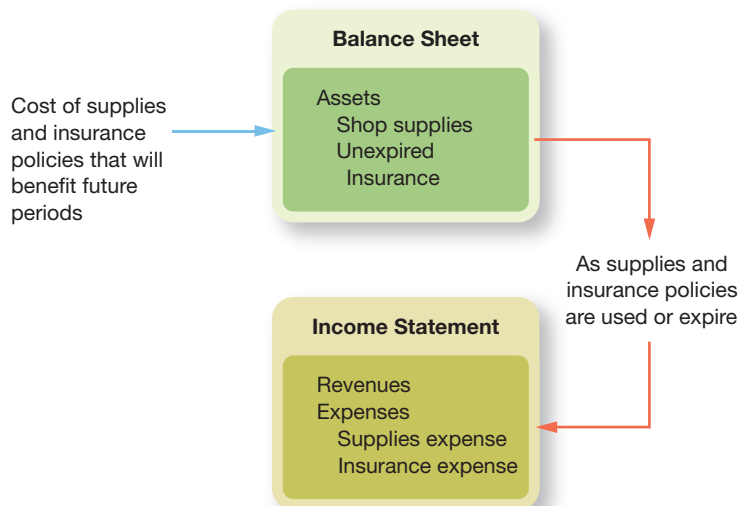 Balance Sheet
Cost of supplies
and insurance
policies that will
benefit future
periods
Assets
Shop supplies
Unexpired
Insurance
As supplies and
insurance policies
are used or expire
Income Statement
Revenues
Expenses
Supplies expense
Insurance expense